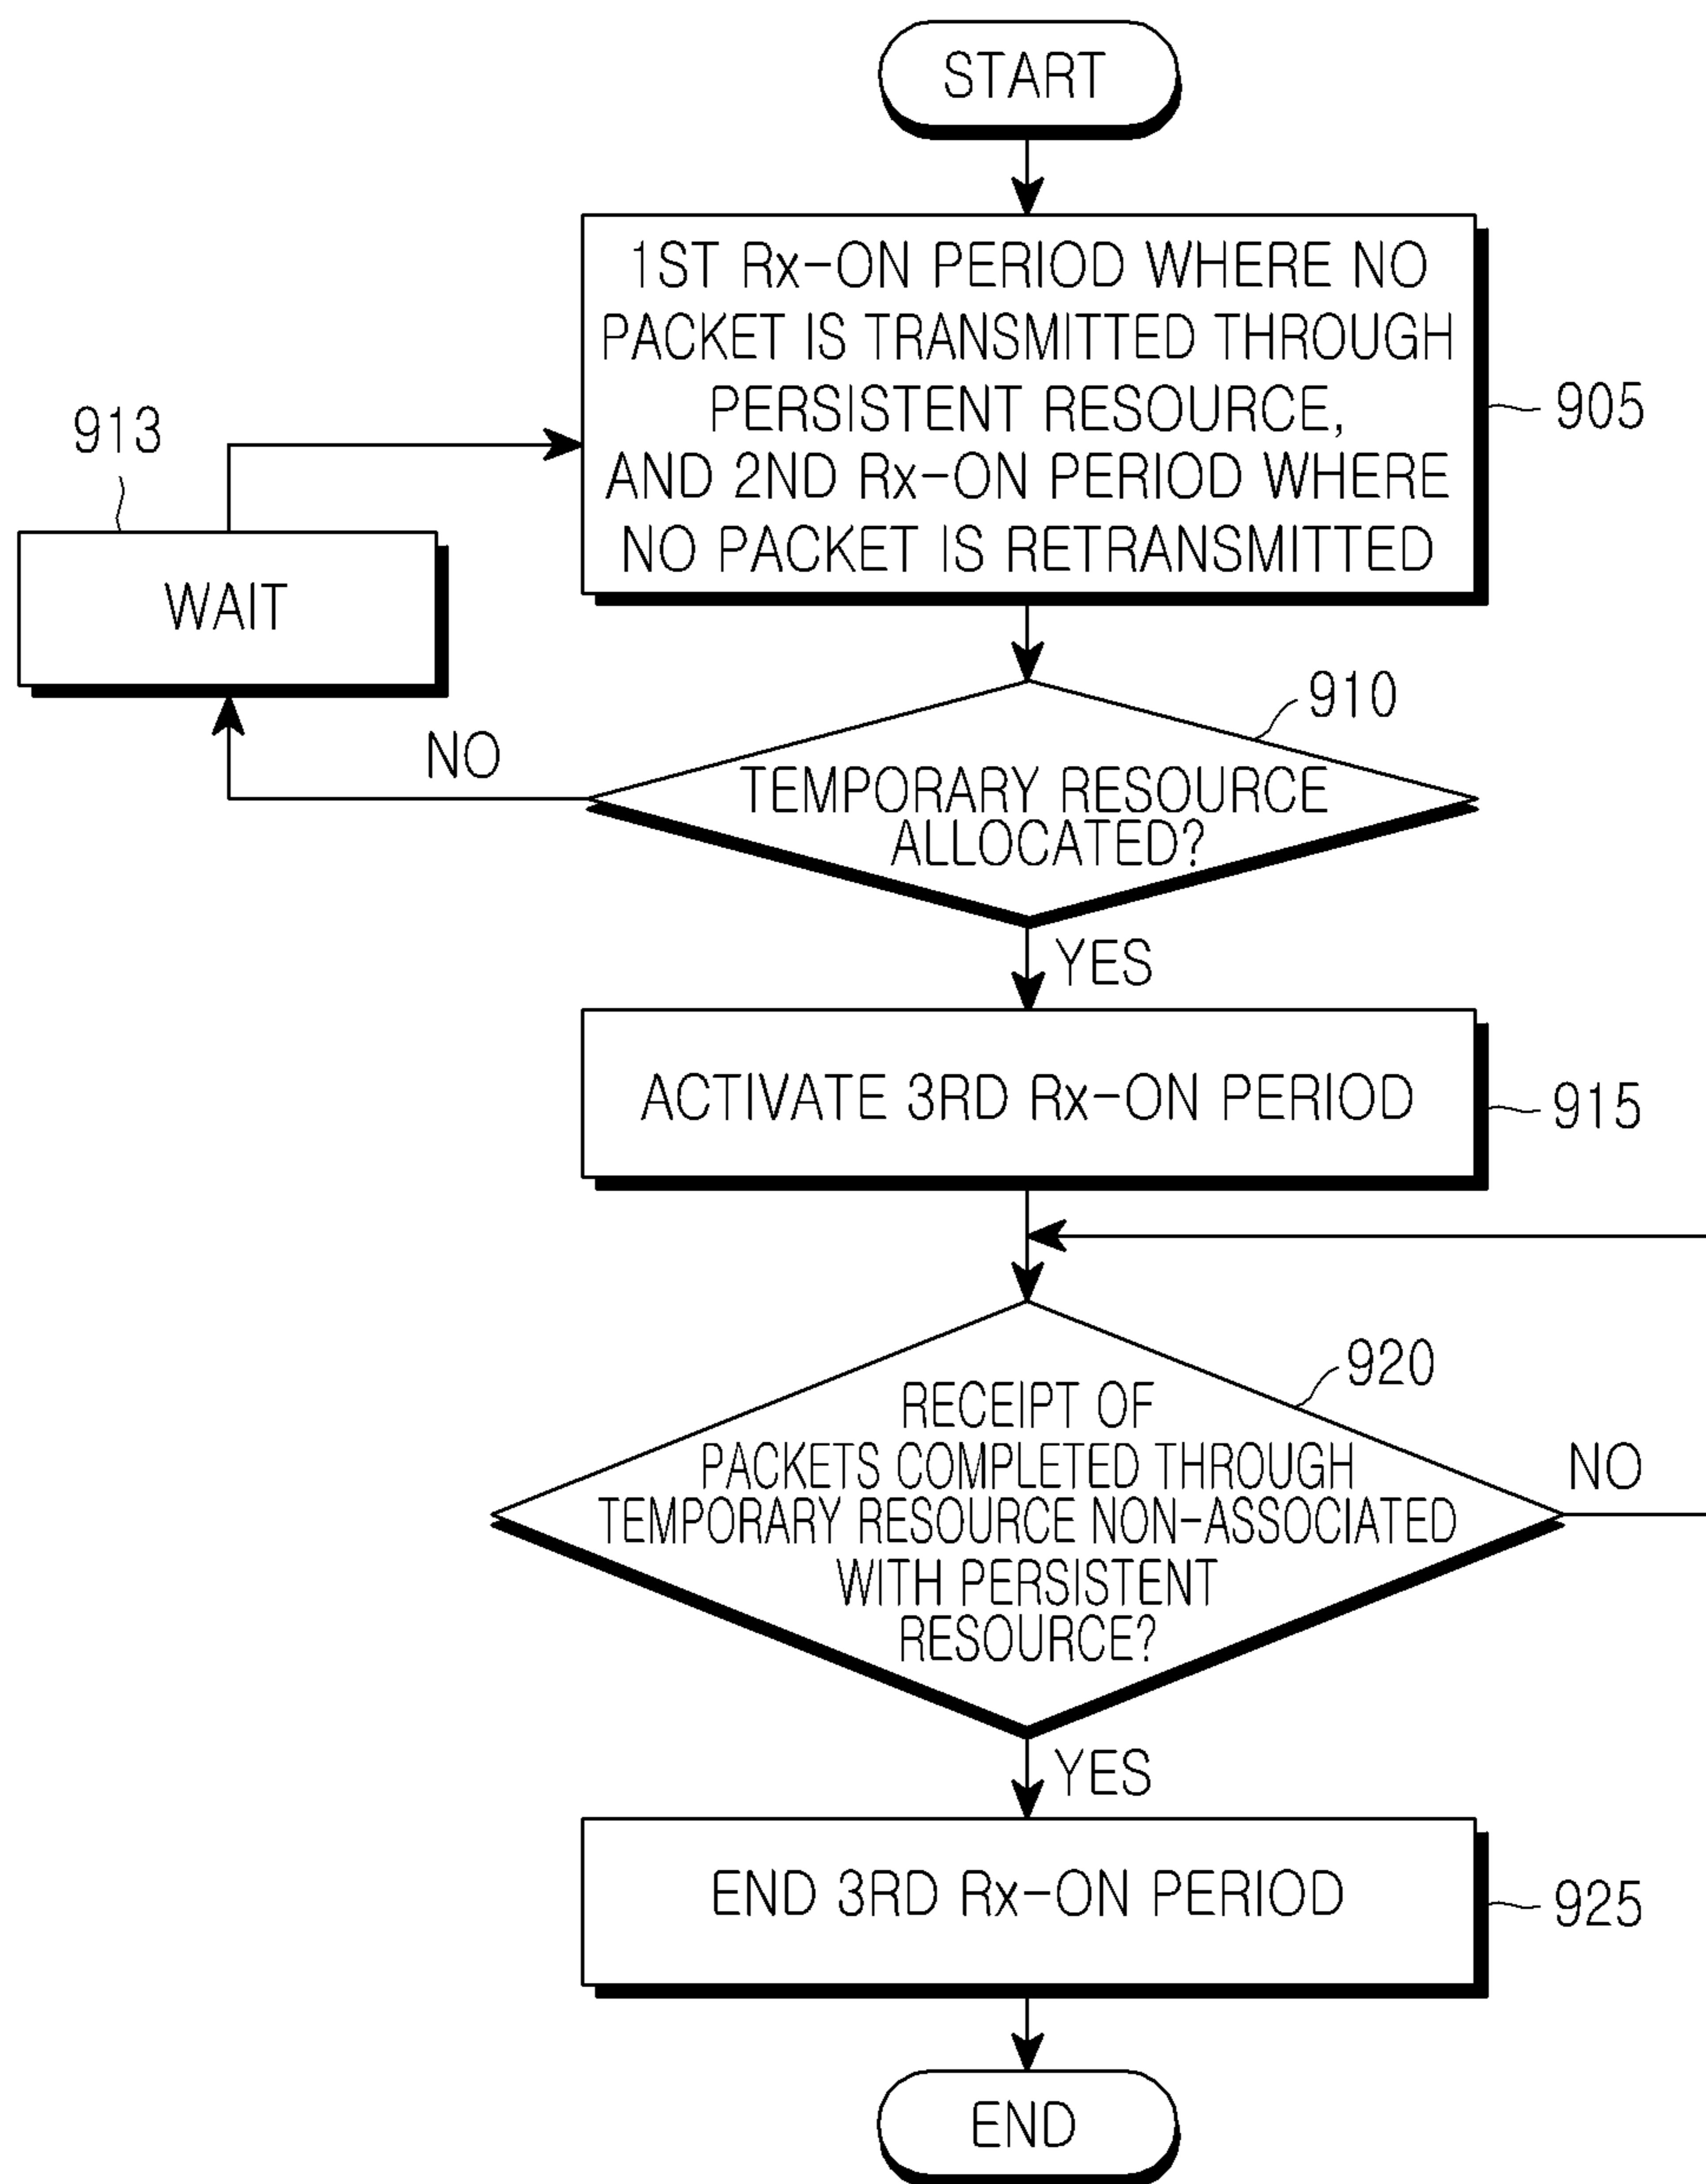 START
1ST Rx-ON PERIOD WHERE NO
PACKET IS TRANSMITTED THROUGH
PERSISTENT RESOURCE,
AND 2ND Rx-ON PERIOD WHERE
NO PACKET IS RETRANSMITTED
905
913
WAIT
910
NO
TEMPORARY RESOURCE
ALLOCATED?
YES
ACTIVATE 3RD Rx-ON PERIOD
915
920
RECEIPT OF
PACKETS COMPLETED THROUGH
TEMPORARY RESOURCE NON-ASSOCIATED
WITH PERSISTENT
RESOURCE?
NO
YES
END 3RD Rx-ON PERIOD
925
END